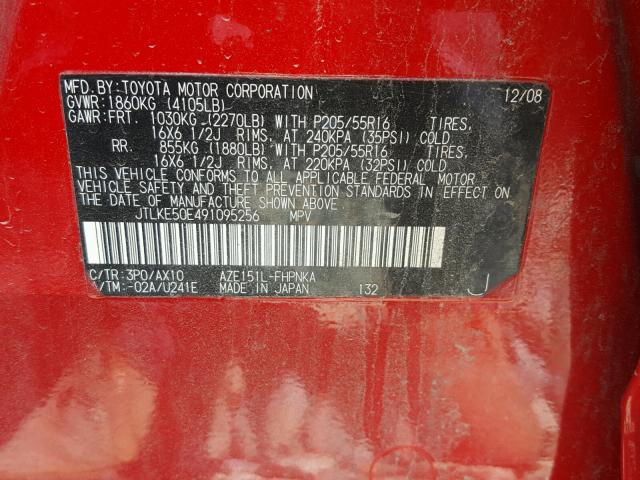 MFD. BY: TOYOTA MOTOR CORPORATION 12/08
GVWR: 1860KG (4105LB)
GAWR: FRT. 1030KG (2270LB) WITH P205/55R16 TIRES,
16X6 1/2J RIMS, AT 240KPA (35PSI) COLD
RR. 855KG (1880LB) WITH P205/55R16 TIRES,
16X6 1/2J RIMS, AT 220KPA (32PSI) COLD
THIS VEHICLE CONFORMS TO ALL APPLICABLE FEDERAL MOTOR
VEHICLE SAFETY AND THEFT PREVENTION STANDARDS IN EFFECT ON
THE DATE OF MANUFACTURE SHOWN ABOVE.
JTLKE50E491095256 MPV
C/TR: 3P0/AX10 AZE151L-FHPNKA
A/TM: -02A/U241E MADE IN JAPAN 132 J